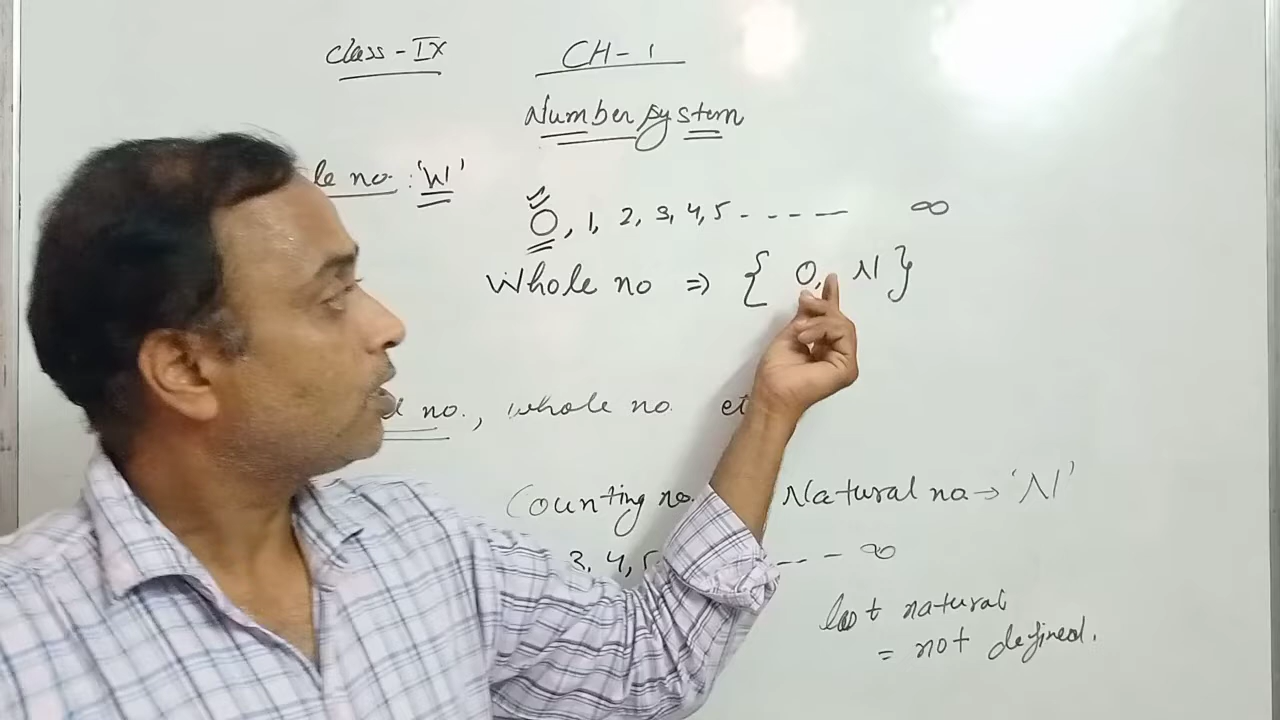 Class - IX
CH - 1
Number System
le no. : 'W'
0, 1, 2, 3, 4, 5 - - - - — ∞
Whole no ⇒ { 0, N }
no., whole no. et
Counting no. Natural no → 'N'
3, 4, 5 - - - ∞
last natural
= not defined.